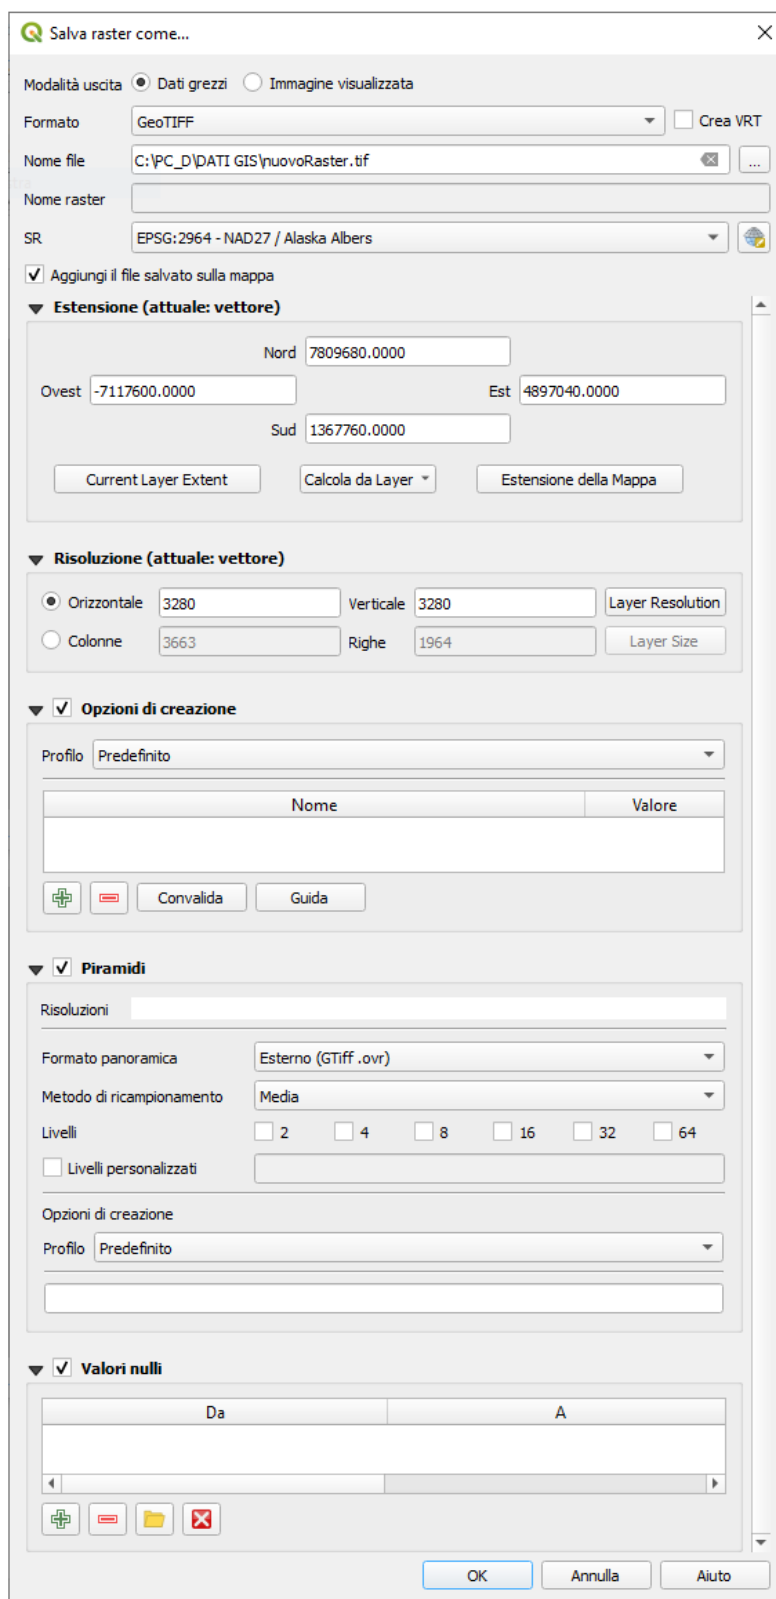 Salva raster come...
Modalità uscita Dati grezzi Immagine visualizzata
Formato GeoTIFF Crea VRT
Nome file C:\PC_D\DATI GIS\nuovoRaster.tif ...
Nome raster
SR EPSG:2964 - NAD27 / Alaska Albers
Aggiungi il file salvato sulla mappa
Estensione (attuale: vettore)
Nord 7809680.0000
Ovest -7117600.0000 Est 4897040.0000
Sud 1367760.0000
Current Layer Extent Calcola da Layer Estensione della Mappa
Risoluzione (attuale: vettore)
Orizzontale 3280 Verticale 3280 Layer Resolution
Colonne 3663 Righe 1964 Layer Size
Opzioni di creazione
Profilo Predefinito
Nome Valore
Convalida Guida
Piramidi
Risoluzioni
Formato panoramica Esterno (GTiff .ovr)
Metodo di ricampionamento Media
Livelli 2 4 8 16 32 64
Livelli personalizzati
Opzioni di creazione
Profilo Predefinito
Valori nulli
Da A
OK Annulla Aiuto